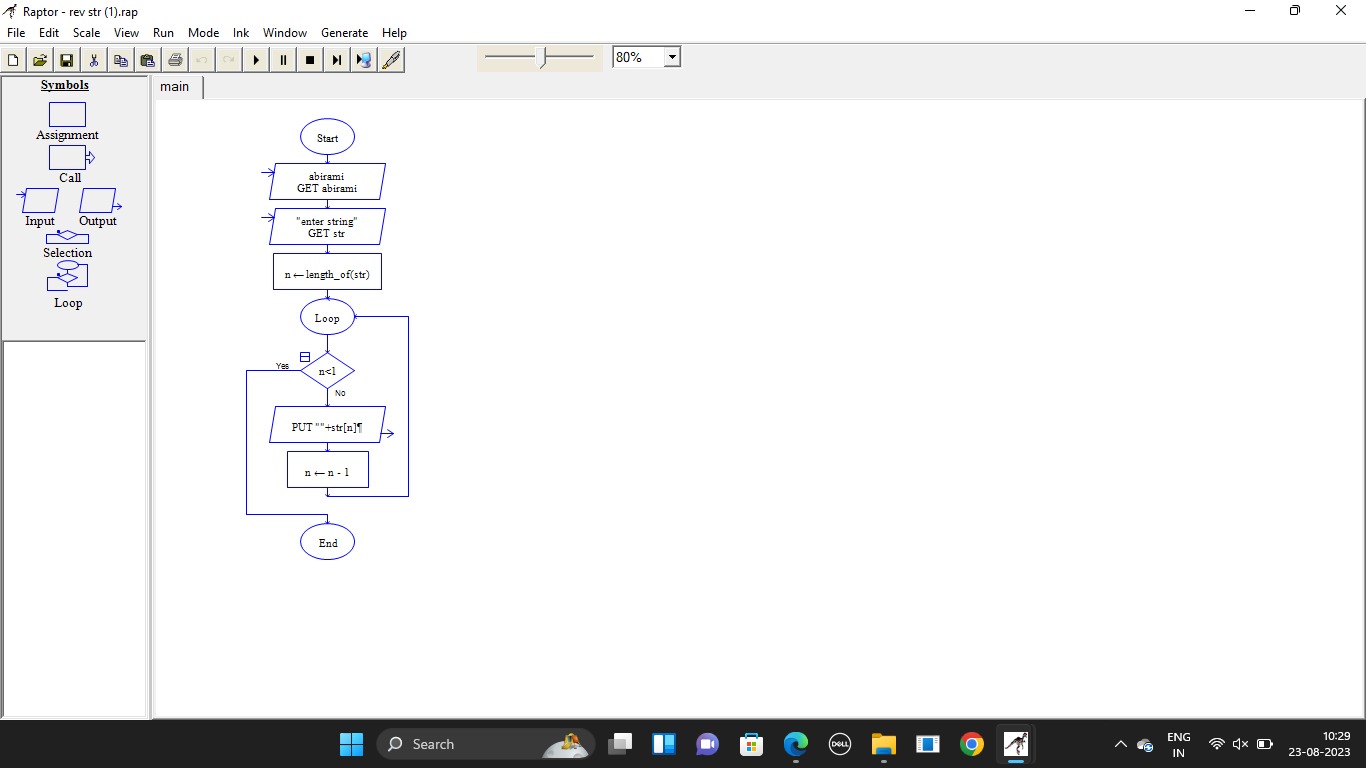 Raptor - rev str (1).rap
File Edit Scale View Run Mode Ink Window Generate Help
80%
Symbols
Assignment
Call
Input Output
Selection
Loop
main
Start
abirami
GET abirami
"enter string"
GET str
n←length_of(str)
Loop
Yes
n<1
No
PUT ""+str[n]¶
n ← n - 1
End
Search
DELL
ENG
IN
10:29
23-08-2023